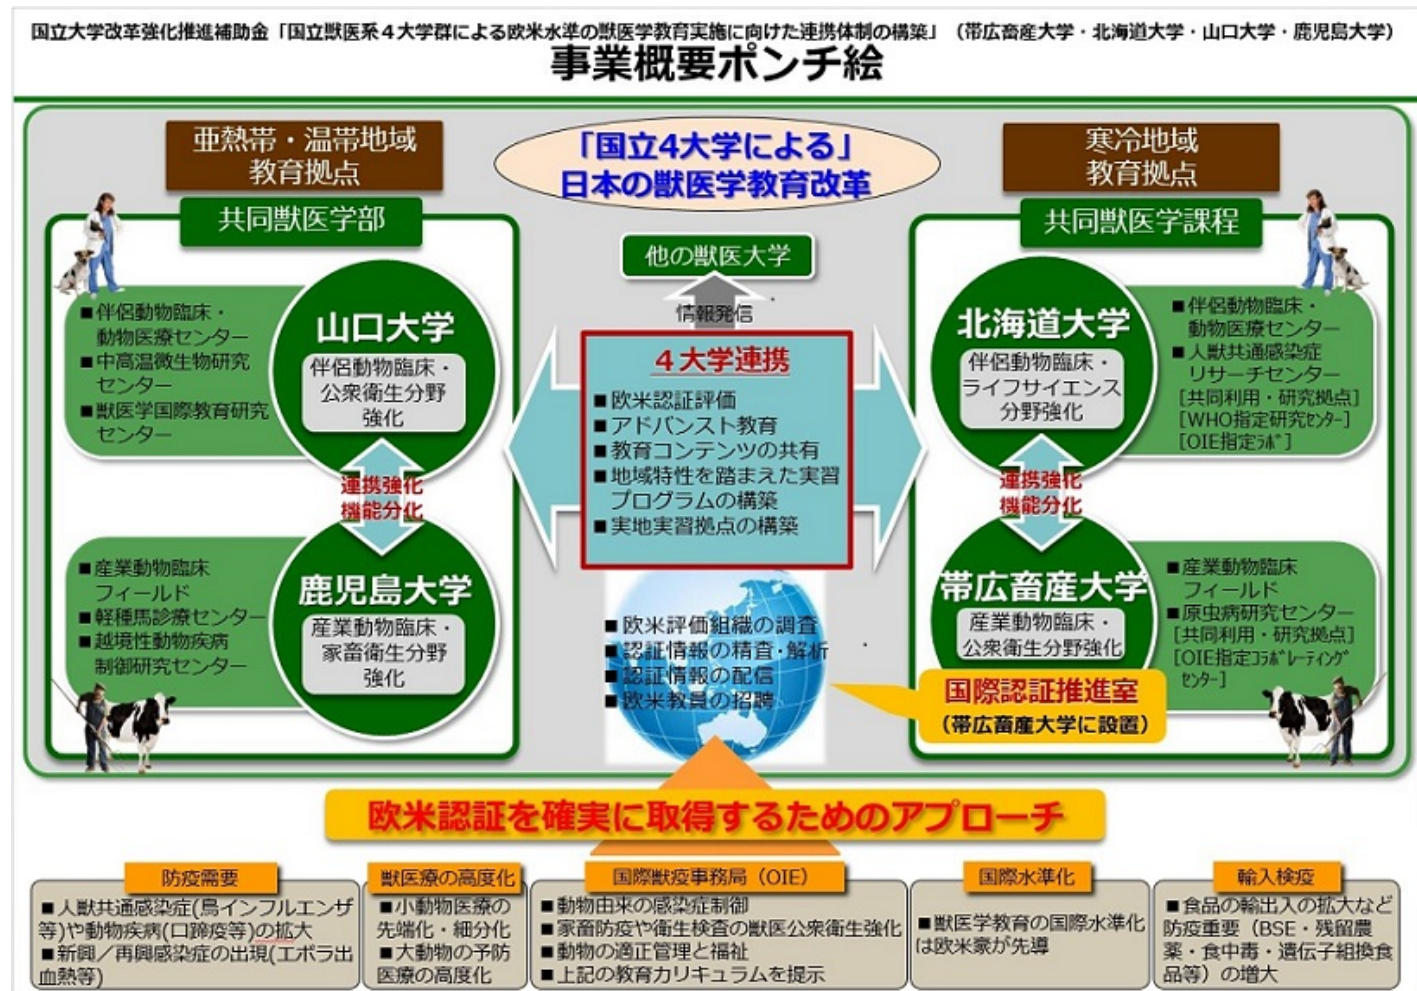 国立大学改革強化推進補助金「国立獣医系４大学群による欧米水準の獣医学教育実施に向けた連携体制の構築」（帯広畜産大学・北海道大学・山口大学・鹿児島大学）
事業概要ポンチ絵
亜熱帯・温帯地域
教育拠点
共同獣医学部
■伴侶動物臨床・
動物医療センター
■中高温微生物研究
センター
■獣医学国際教育研究
センター
山口大学
伴侶動物臨床・
公衆衛生分野
強化
連携強化
機能分化
■産業動物臨床
フィールド
■軽種馬診療センター
■越境性動物疾病
制御研究センター
鹿児島大学
産業動物臨床・
家畜衛生分野
強化
「国立4大学による」
日本の獣医学教育改革
他の獣医大学
情報発信
４大学連携
■欧米認証評価
■アドバンスト教育
■教育コンテンツの共有
■地域特性を踏まえた実習
プログラムの構築
■実地実習拠点の構築
■欧米評価組織の調査
■認証情報の精査・解析
■認証情報の配信
■欧米教員の招聘
寒冷地域
教育拠点
共同獣医学課程
北海道大学
伴侶動物臨床・
ライフサイエンス
分野強化
■伴侶動物臨床・
動物医療センター
■人獣共通感染症
リサーチセンター
[共同利用・研究拠点]
[WHO指定研究ｾﾝﾀｰ]
[OIE指定ﾗﾎﾞ]
連携強化
機能分化
帯広畜産大学
産業動物臨床・
公衆衛生分野強化
■産業動物臨床
フィールド
■原虫病研究センター
[共同利用・研究拠点]
[OIE指定ｺﾗﾎﾞﾚｰﾃｨﾝｸﾞ
ｾﾝﾀｰ]
国際認証推進室
（帯広畜産大学に設置）
欧米認証を確実に取得するためのアプローチ
防疫需要
■人獣共通感染症(鳥インフルエンザ
等)や動物疾病(口蹄疫等)の拡大
■新興／再興感染症の出現(エボラ出
血熱等)
獣医療の高度化
■小動物医療の
先端化・細分化
■大動物の予防
医療の高度化
国際獣疫事務局（OIE）
■動物由来の感染症制御
■家畜防疫や衛生検査の獣医公衆衛生強化
■動物の適正管理と福祉
■上記の教育カリキュラムを提示
国際水準化
■獣医学教育の国際水準化
は欧米豪が先導
輸入検疫
■食品の輸出入の拡大など
防疫重要（BSE・残留農
薬・食中毒・遺伝子組換食
品等）の増大